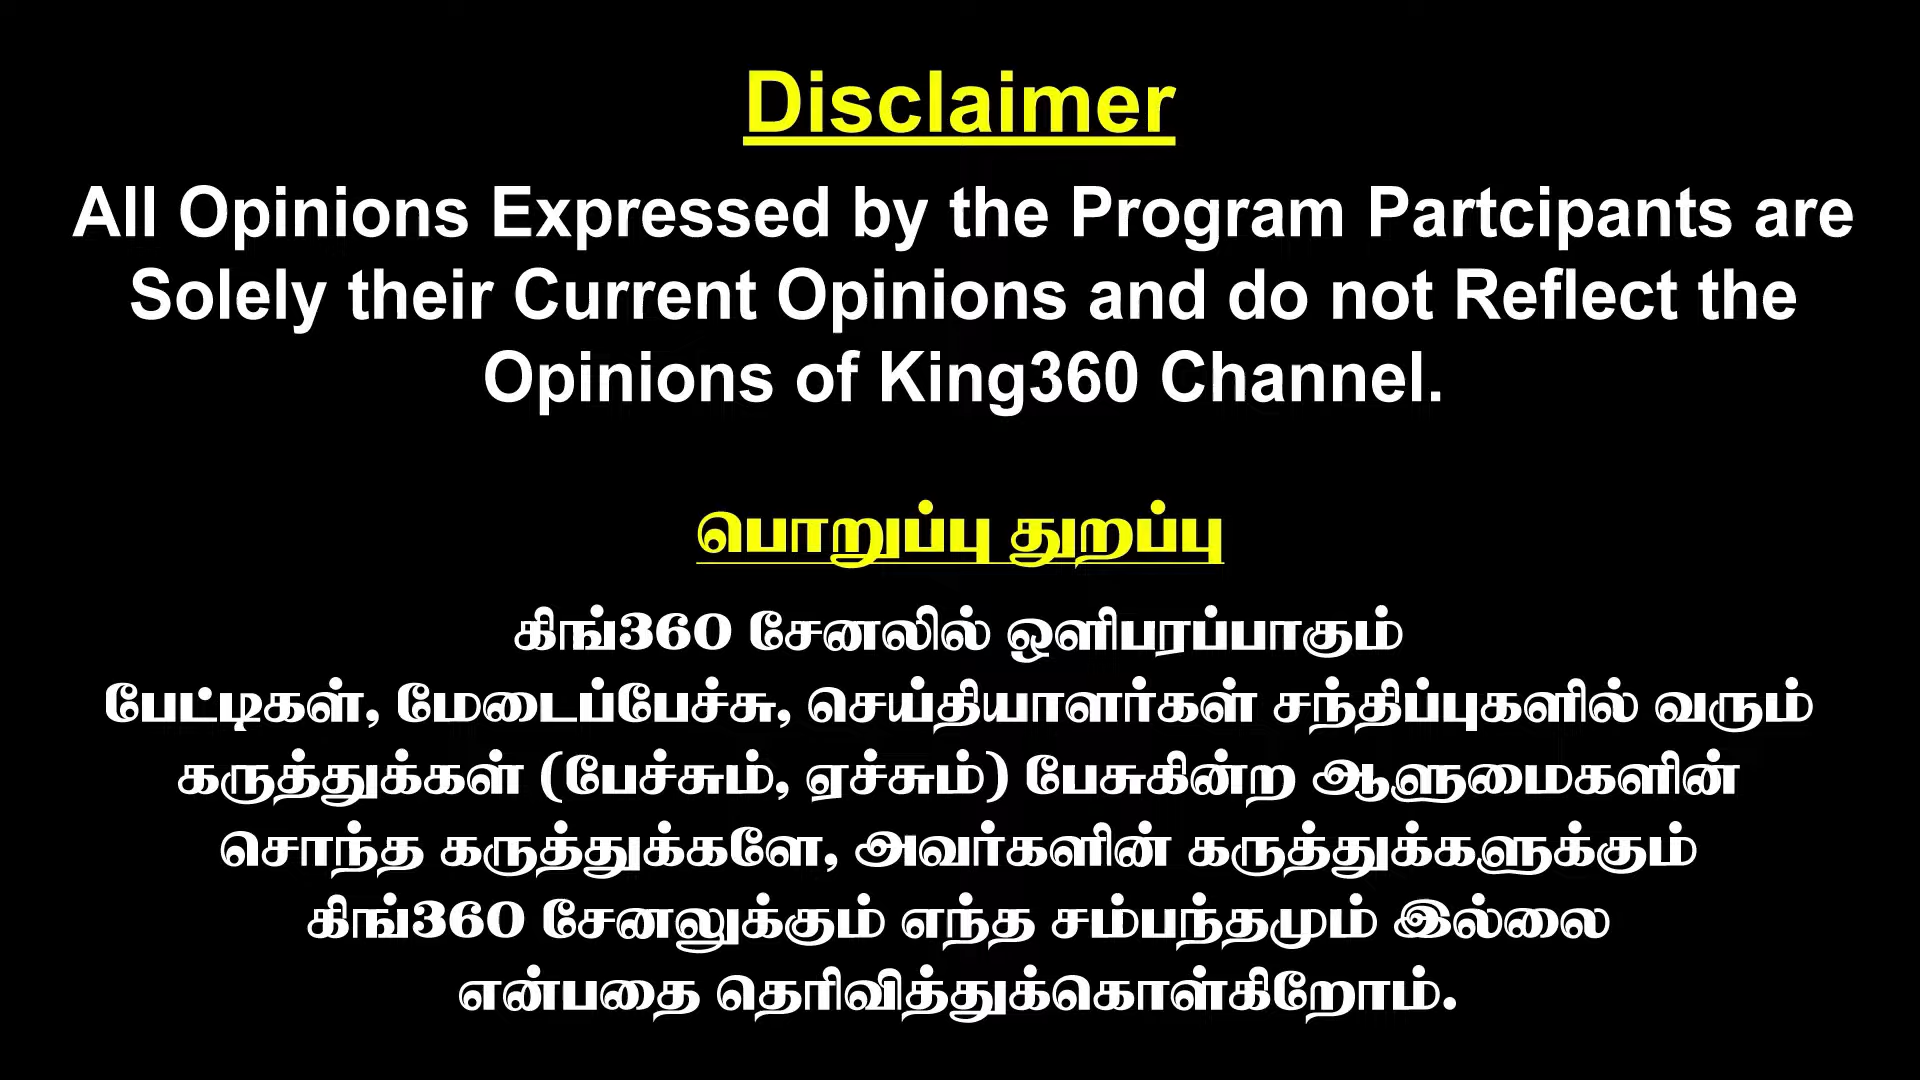 Disclaimer
All Opinions Expressed by the Program Partcipants are
Solely their Current Opinions and do not Reflect the
Opinions of King360 Channel.
பொறுப்பு துறப்பு
கிங்360 சேனலில் ஒளிபரப்பாகும்
பேட்டிகள், மேடைப்பேச்சு, செய்தியாளர்கள் சந்திப்புகளில் வரும்
கருத்துக்கள் (பேச்சும், ஏச்சும்) பேசுகின்ற ஆளுமைகளின்
சொந்த கருத்துக்களே, அவர்களின் கருத்துக்களுக்கும்
கிங்360 சேனலுக்கும் எந்த சம்பந்தமும் இல்லை
என்பதை தெரிவித்துக்கொள்கிறோம்.